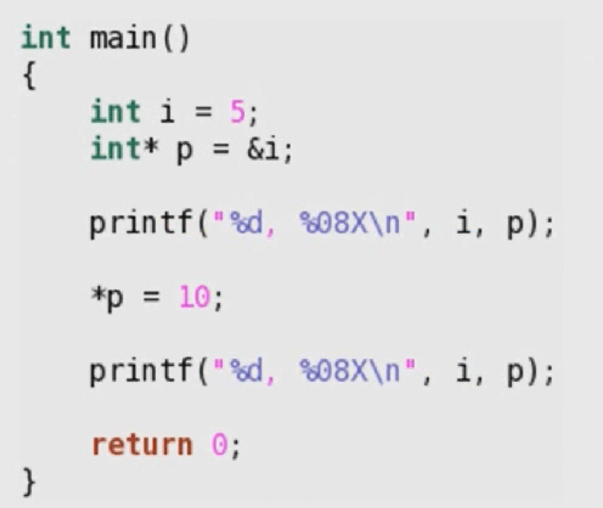 int main()
{
    int i = 5;
    int* p = &i;

    printf("%d, %08X\n", i, p);

    *p = 10;

    printf("%d, %08X\n", i, p);

    return 0;
}